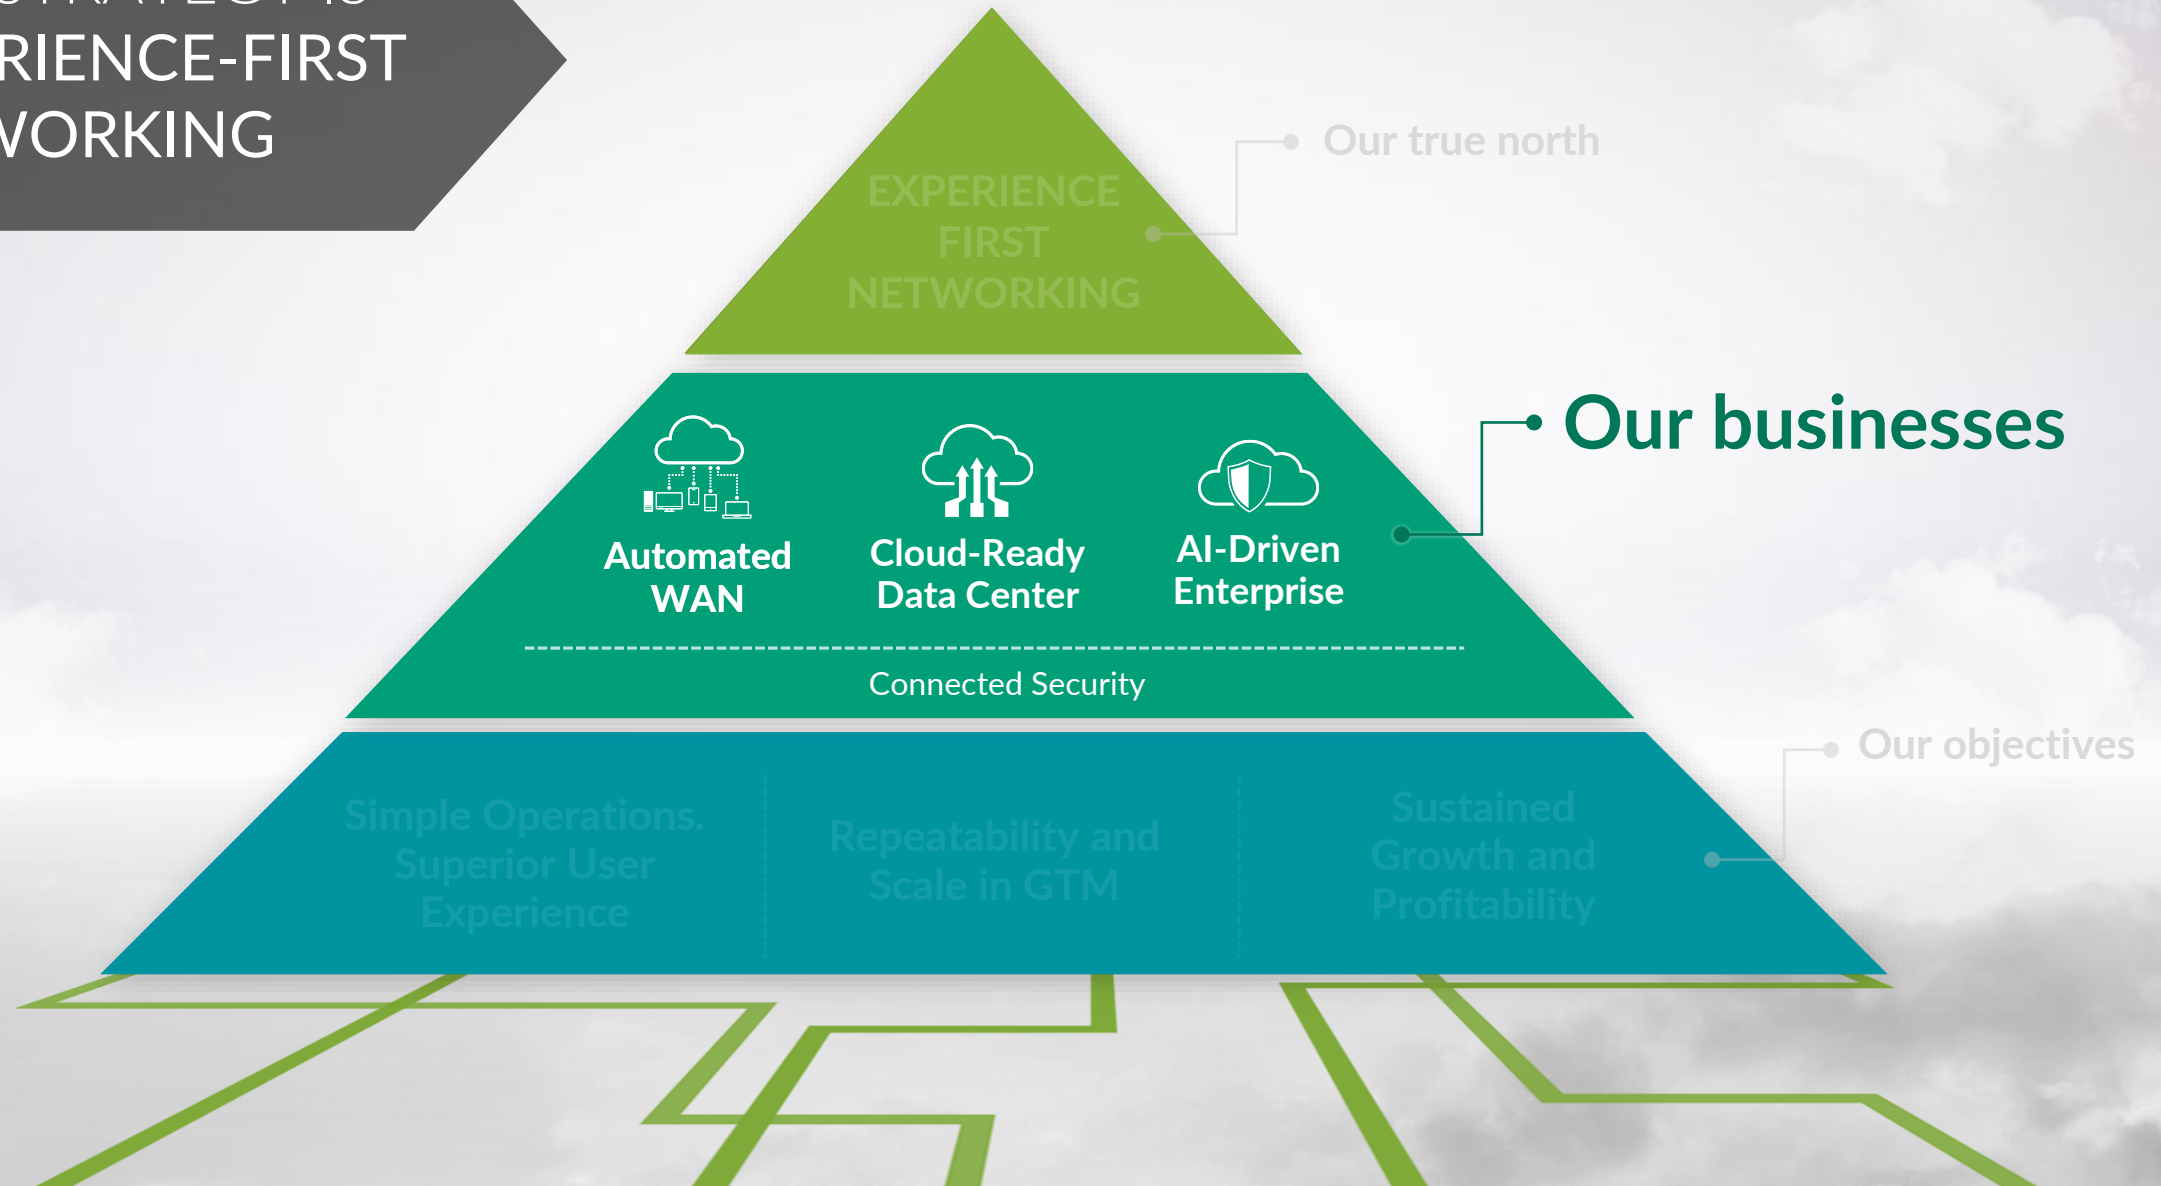 RIENCE-FIRST
WORKING
EXPERIENCE
FIRST
NETWORKING
Our true north
Automated
WAN
Cloud-Ready
Data Center
AI-Driven
Enterprise
Connected Security
Our businesses
Simple Operations.
Superior User
Experience
Repeatability and
Scale in GTM
Sustained
Growth and
Profitability
Our objectives